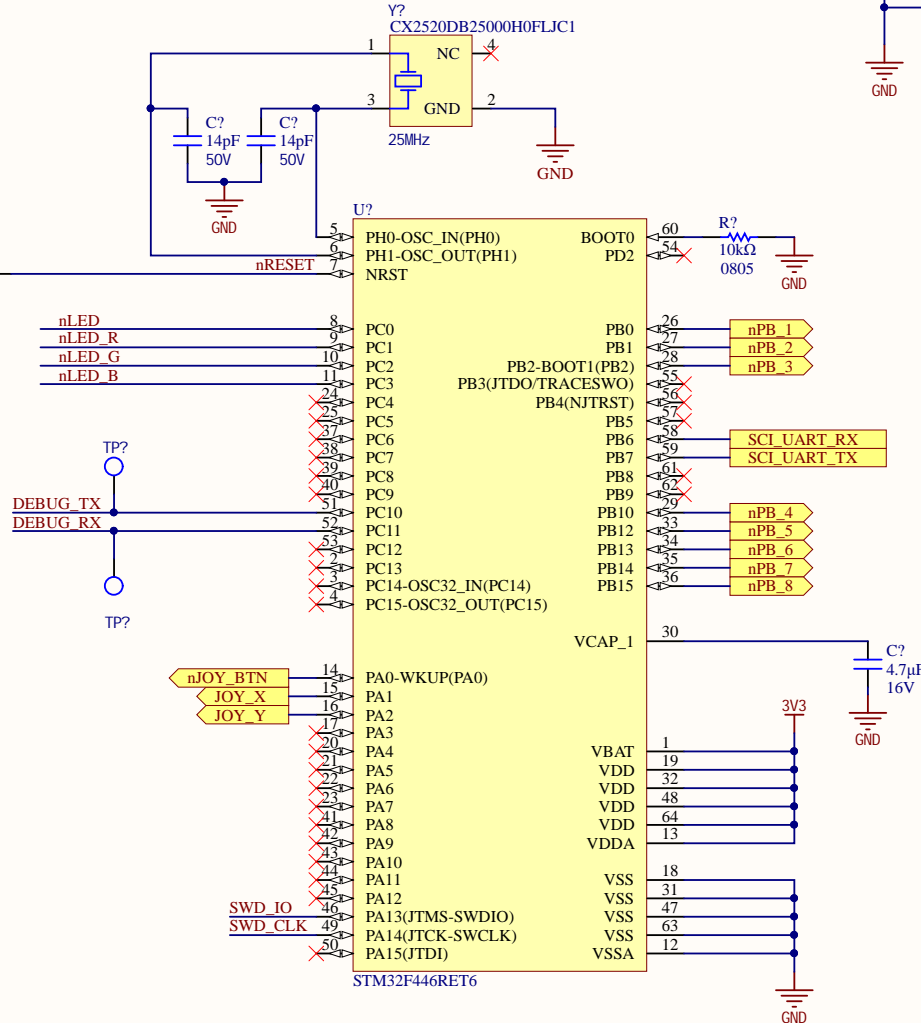 Y?
CX2520DB25000H0FLJC1
1
NC
4
3
GND
2
25MHz
GND
GND
C?
14pF
50V
C?
14pF
50V
GND
U?
5
PH0-OSC_IN(PH0)
6
PH1-OSC_OUT(PH1)
nRESET
7
NRST
BOOT0
60
PD2
54
R?
10kΩ
0805
GND
nLED
8
PC0
nLED_R
9
PC1
nLED_G
10
PC2
nLED_B
11
PC3
24
PC4
25
PC5
37
PC6
38
PC7
39
PC8
40
PC9
TP?
DEBUG_TX
51
PC10
DEBUG_RX
52
PC11
53
PC12
2
PC13
3
PC14-OSC32_IN(PC14)
4
PC15-OSC32_OUT(PC15)
TP?
PB0
26
nPB_1
PB1
27
nPB_2
PB2-BOOT1(PB2)
28
nPB_3
PB3(JTDO/TRACESWO)
55
PB4(NJTRST)
56
PB5
57
PB6
58
SCI_UART_RX
PB7
59
SCI_UART_TX
PB8
61
PB9
62
PB10
29
nPB_4
PB12
33
nPB_5
PB13
34
nPB_6
PB14
35
nPB_7
PB15
36
nPB_8
VCAP_1
30
C?
4.7µF
16V
GND
nJOY_BTN
14
PA0-WKUP(PA0)
JOY_X
15
PA1
JOY_Y
16
PA2
17
PA3
20
PA4
21
PA5
22
PA6
23
PA7
41
PA8
42
PA9
43
PA10
44
PA11
45
PA12
SWD_IO
46
PA13(JTMS-SWDIO)
SWD_CLK
49
PA14(JTCK-SWCLK)
50
PA15(JTDI)
3V3
VBAT
1
VDD
19
VDD
32
VDD
48
VDD
64
VDDA
13
VSS
18
VSS
31
VSS
47
VSS
63
VSSA
12
GND
STM32F446RET6